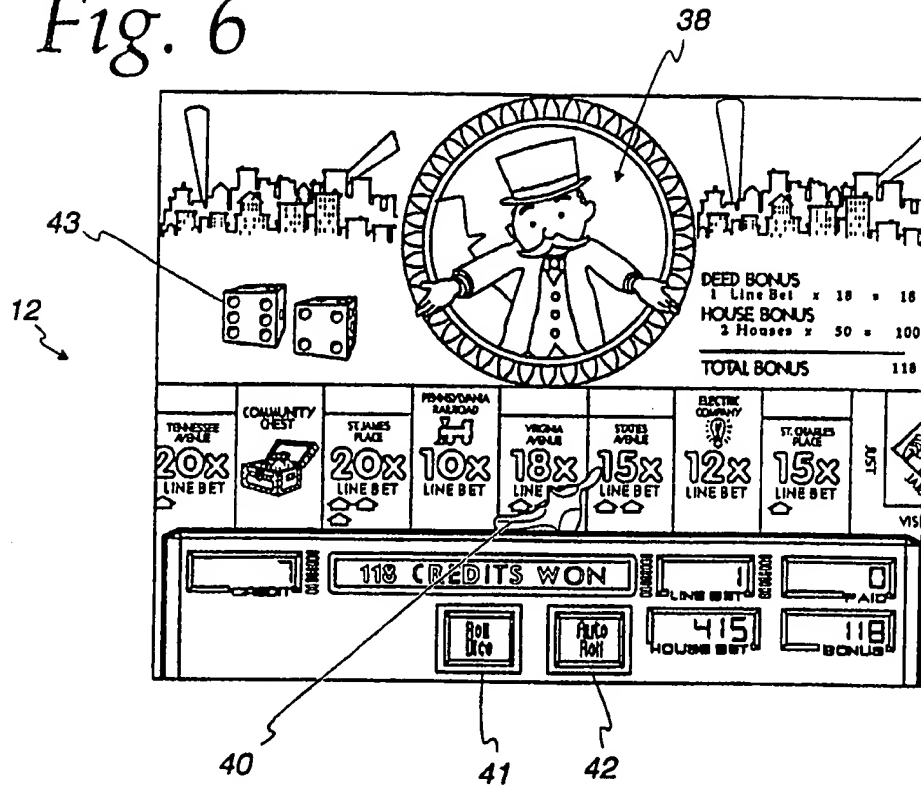 Fig. 6
38
43
12
DEED BONUS
1 Line Bet x 18 = 18
HOUSE BONUS
2 Houses x 50 = 100
TOTAL BONUS 118
TENNESSEE
AVENUE
20X
LINE BET
COMMUNITY
CHEST
ST. JAMES
PLACE
20X
LINE BET
PENNSYLVANIA
RAILROAD
10X
LINE BET
VIRGINIA
AVENUE
18X
LINE BET
STATES
AVENUE
15X
LINE BET
ELECTRIC
COMPANY
12X
LINE BET
ST. CHARLES
PLACE
15X
LINE BET
JUST
VIS
CREDIT
118 CREDITS WON
1
LINE BET
0
PAID
Roll
Dice
Auto
Roll
415
HOUSE BET
118
BONUS
40
41
42